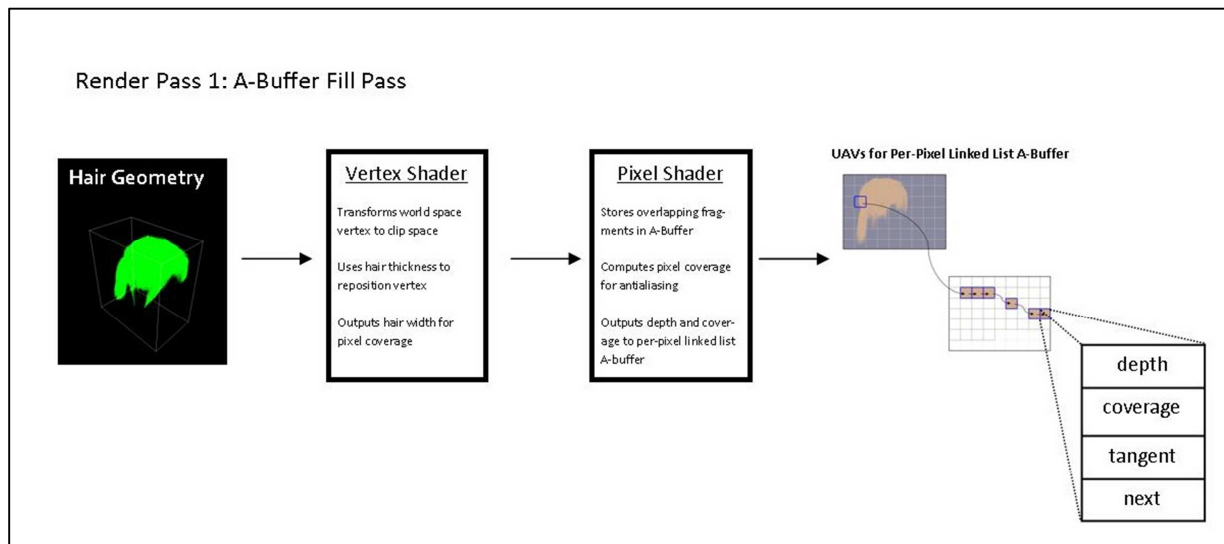 Render Pass 1: A-Buffer Fill Pass
Hair Geometry
Vertex Shader
Transforms world space
vertex to clip space
Uses hair thickness to
reposition vertex
Outputs hair width for
pixel coverage
Pixel Shader
Stores overlapping frag-
ments in A-Buffer
Computes pixel coverage
for antialiasing
Outputs depth and cover-
age to per-pixel linked list
A-buffer
UAVs for Per-Pixel Linked List A-Buffer
depth
coverage
tangent
next